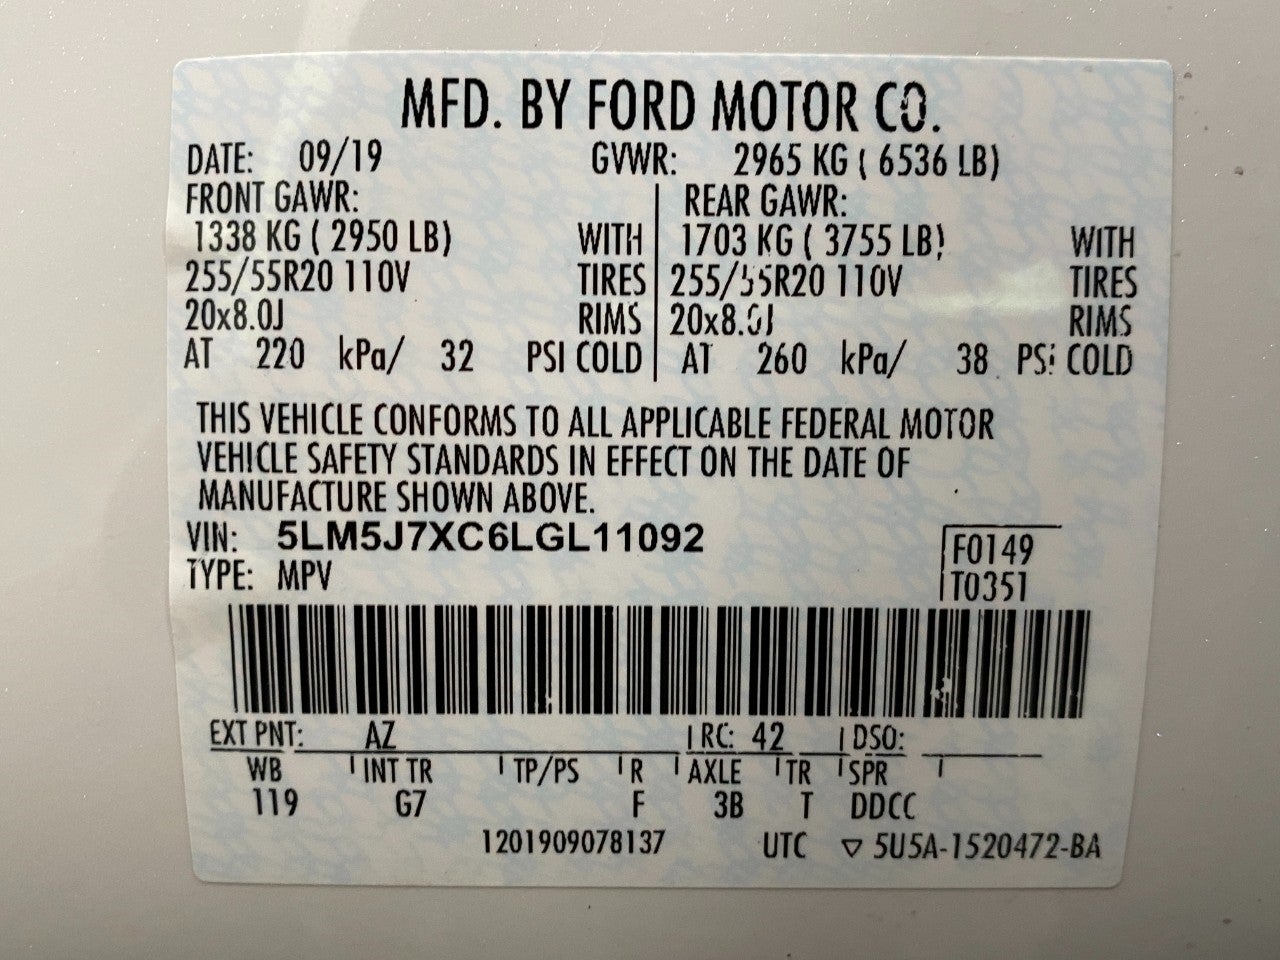 MFD. BY FORD MOTOR CO.
DATE: 09/19 GVWR: 2965 KG ( 6536 LB)
FRONT GAWR: REAR GAWR:
1338 KG ( 2950 LB) WITH 1703 KG ( 3755 LB) WITH
255/55R20 110V TIRES 255/55R20 110V TIRES
20x8.0J RIMS 20x8.0J RIMS
AT 220 kPa/ 32 PSI COLD AT 260 kPa/ 38 PSI COLD
THIS VEHICLE CONFORMS TO ALL APPLICABLE FEDERAL MOTOR
VEHICLE SAFETY STANDARDS IN EFFECT ON THE DATE OF
MANUFACTURE SHOWN ABOVE.
VIN: 5LM5J7XC6LGL11092
F0149
TYPE: MPV T0351
EXT PNT: AZ RC: 42 DSO:
WB INT TR TP/PS R AXLE TR SPR
119 G7 F 3B T DDCC
1201909078137 UTC ▽ 5U5A-1520472-BA